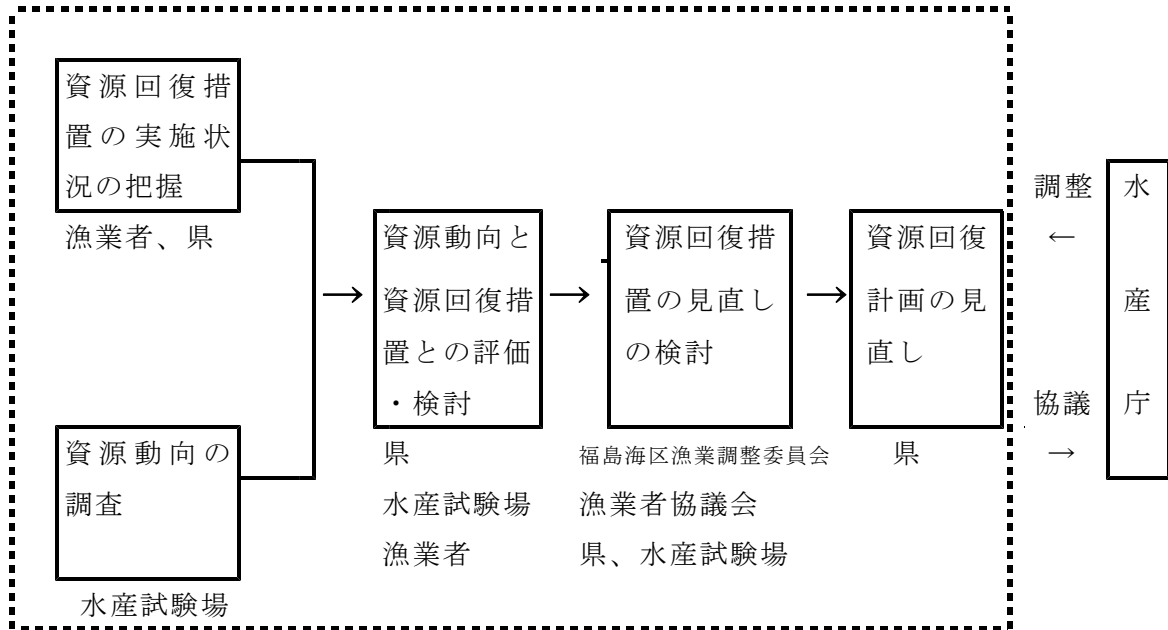 資源回復措
置の実施状
況の把握
漁業者、県
資源動向の
調査
水産試験場
→
資源動向と
資源回復措
置との評価
・検討
県
水産試験場
漁業者
→
資源回復措
置の見直し
の検討
福島海区漁業調整委員会
漁業者協議会
県、水産試験場
→
資源回復
計画の見
直し
県
調整
←
協議
→
水
産
庁